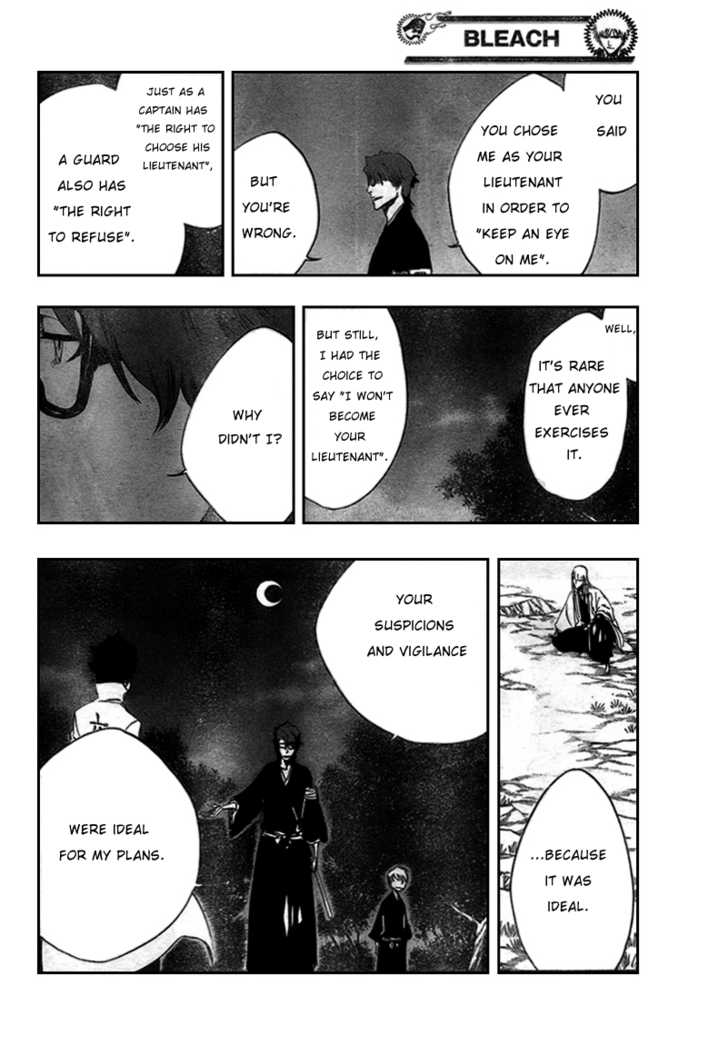 BLEACH
YOU
SAID
YOU CHOSE
ME AS YOUR
LIEUTENANT
IN ORDER TO
"KEEP AN EYE
ON ME".
BUT
YOU'RE
WRONG.
JUST AS A
CAPTAIN HAS
"THE RIGHT TO
CHOOSE HIS
LIEUTENANT",
A GUARD
ALSO HAS
"THE RIGHT
TO REFUSE".
WELL,
IT'S RARE
THAT ANYONE
EVER
EXERCISES
IT.
BUT STILL,
I HAD THE
CHOICE TO
SAY "I WON'T
BECOME
YOUR
LIEUTENANT".
WHY
DIDN'T I?
...BECAUSE
IT WAS
IDEAL.
YOUR
SUSPICIONS
AND VIGILANCE
WERE IDEAL
FOR MY PLANS.